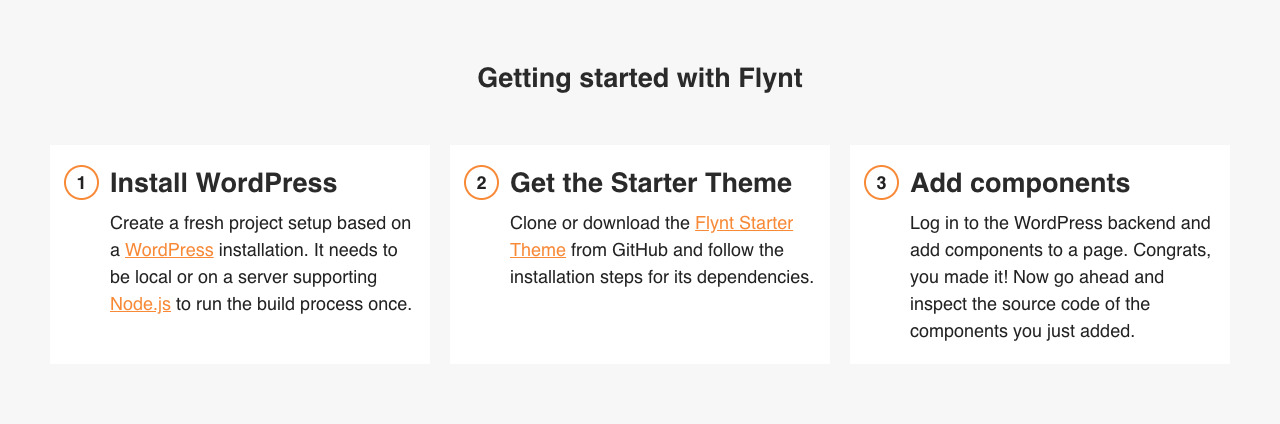 Getting started with Flynt
1
Install WordPress
Create a fresh project setup based on
a WordPress installation. It needs to
be local or on a server supporting
Node.js to run the build process once.
2
Get the Starter Theme
Clone or download the Flynt Starter
Theme from GitHub and follow the
installation steps for its dependencies.
3
Add components
Log in to the WordPress backend and
add components to a page. Congrats,
you made it! Now go ahead and
inspect the source code of the
components you just added.